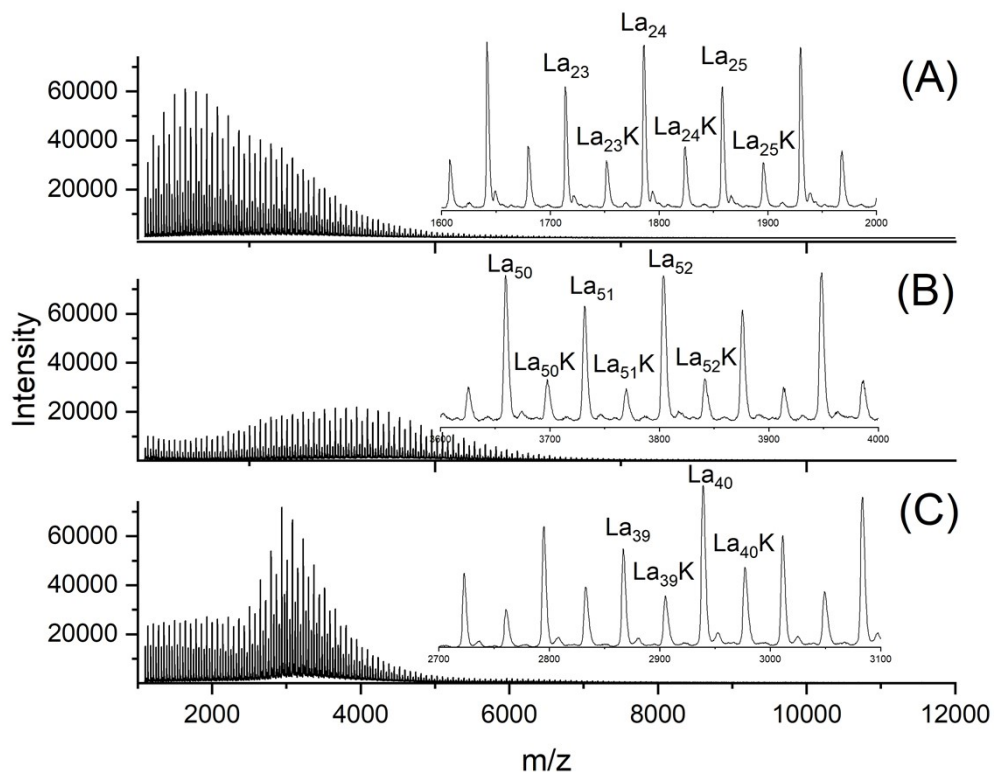 (A)
60000
40000
20000
La₂₃
La₂₃K
La₂₄
La₂₄K
La₂₅
La₂₅K
1600 1700 1800 1900 2000
(B)
60000
40000
20000
La₅₀
La₅₀K
La₅₁
La₅₁K
La₅₂
La₅₂K
3600 3700 3800 3900 4000
Intensity
(C)
60000
40000
20000
La₃₉
La₃₉K
La₄₀
La₄₀K
2700 2800 2900 3000 3100
2000 4000 6000 8000 10000 12000
m/z